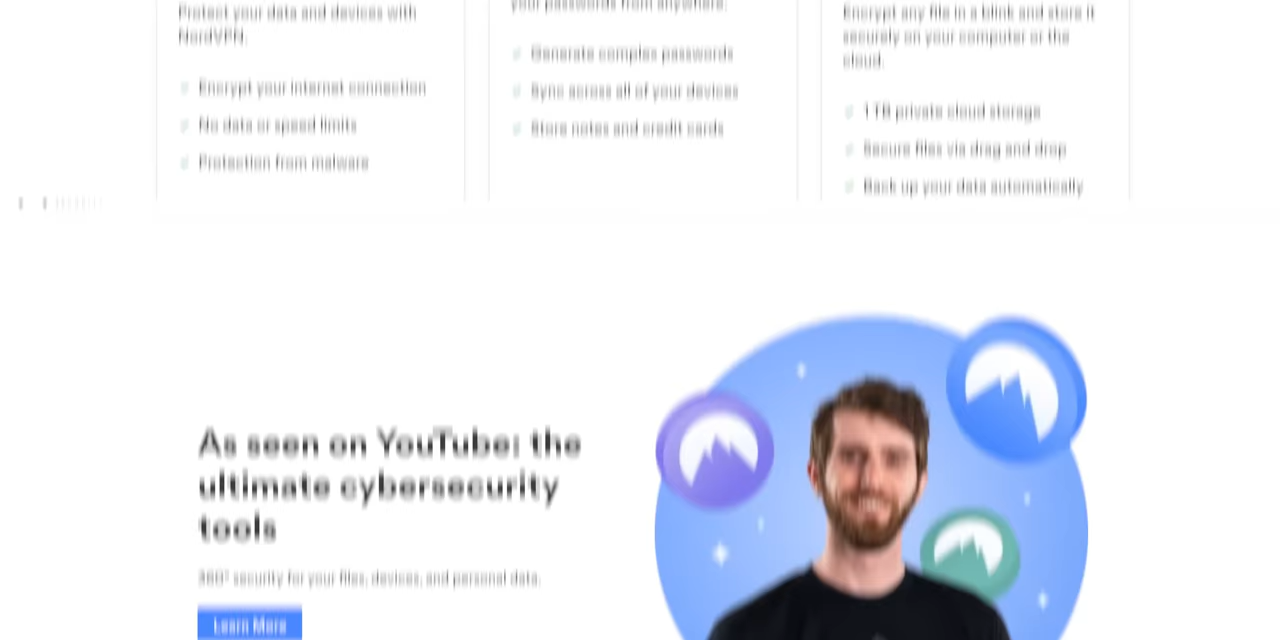 Protect your data and devices with
NordVPN.
Encrypt your internet connection
No data or speed limits
Protection from malware
your passwords from anywhere.
Generate complex passwords
Sync across all of your devices
Store notes and credit cards
Encrypt any file in a blink and store it
securely on your computer or the
cloud.
1 TB private cloud storage
Secure files via drag and drop
Back up your data automatically
As seen on YouTube: the
ultimate cybersecurity
tools
360° security for your files, devices, and personal data.
Learn More